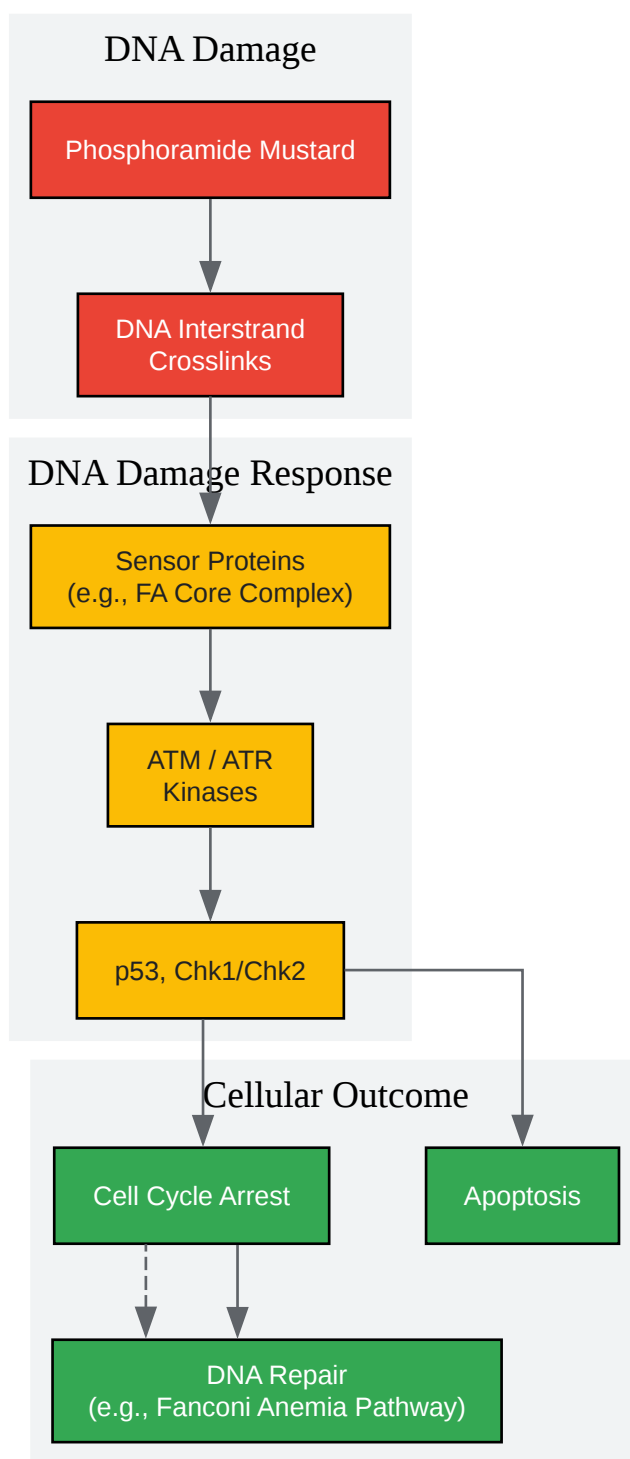 DNA Damage
Phosphoramide Mustard
DNA Interstrand
Crosslinks
DNA Damage Response
Sensor Proteins
(e.g., FA Core Complex)
ATM / ATR
Kinases
p53, Chk1/Chk2
Cellular Outcome
Cell Cycle Arrest
Apoptosis
DNA Repair
(e.g., Fanconi Anemia Pathway)